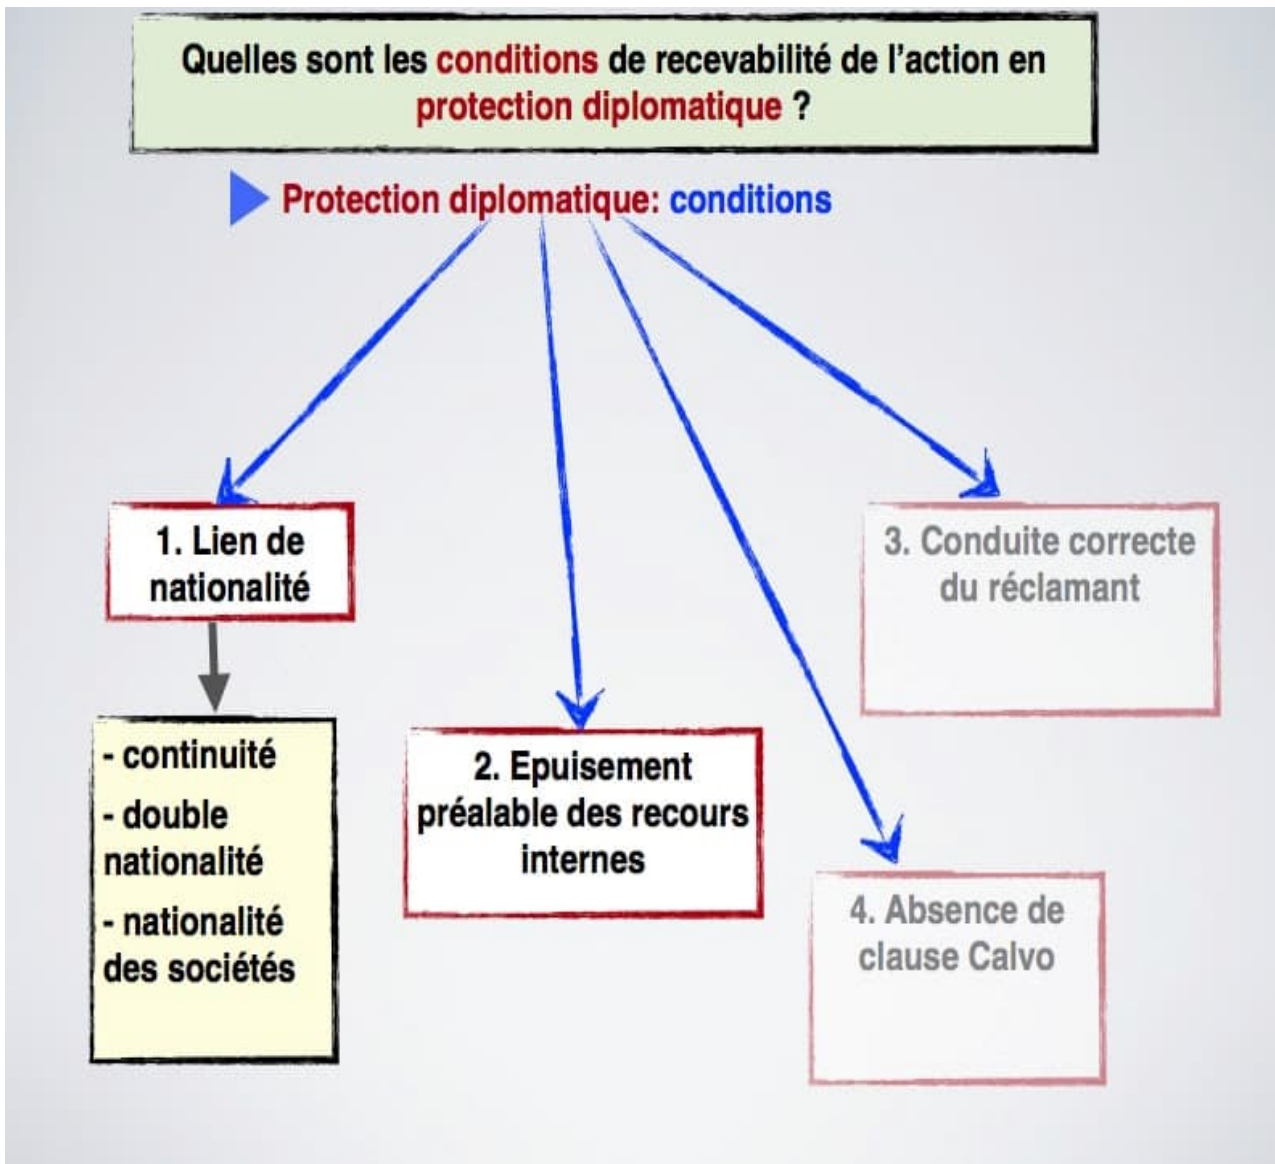 Quelles sont les conditions de recevabilité de l'action en
protection diplomatique ?
Protection diplomatique: conditions
1. Lien de
nationalité
- continuité
- double
nationalité
- nationalité
des sociétés
2. Epuisement
préalable des recours
internes
3. Conduite correcte
du réclamant
4. Absence de
clause Calvo